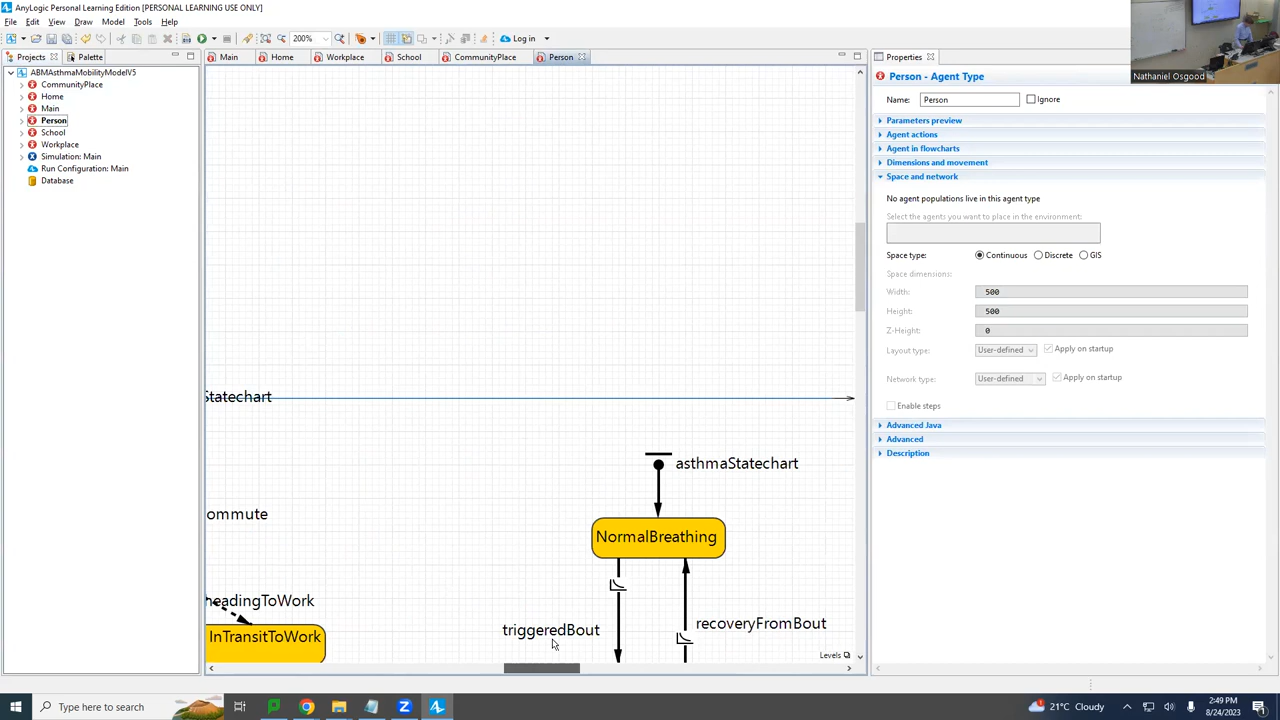 AnyLogic Personal Learning Edition [PERSONAL LEARNING USE ONLY]
File Edit View Draw Model Tools Help
200%
Log in
Projects
Palette
Main
Home
Workplace
School
CommunityPlace
Person
Properties
ABMAsthmaMobilityModelV5
CommunityPlace
Home
Main
Person
School
Workplace
Simulation: Main
Run Configuration: Main
Database
Statechart
asthmaStatechart
ommute
NormalBreathing
headingToWork
InTransitToWork
triggeredBout
recoveryFromBout
Levels
Person - Agent Type
Name: Person Ignore
Parameters preview
Agent actions
Agent in flowcharts
Dimensions and movement
Space and network
No agent populations live in this agent type
Select the agents you want to place in the environment:
Space type: Continuous Discrete GIS
Space dimensions:
Width: 500
Height: 500
Z-Height: 0
Layout type: User-defined Apply on startup
Network type: User-defined Apply on startup
Enable steps
Advanced Java
Advanced
Description
Nathaniel Osgood
Type here to search
21°C Cloudy
2:49 PM
8/24/2023